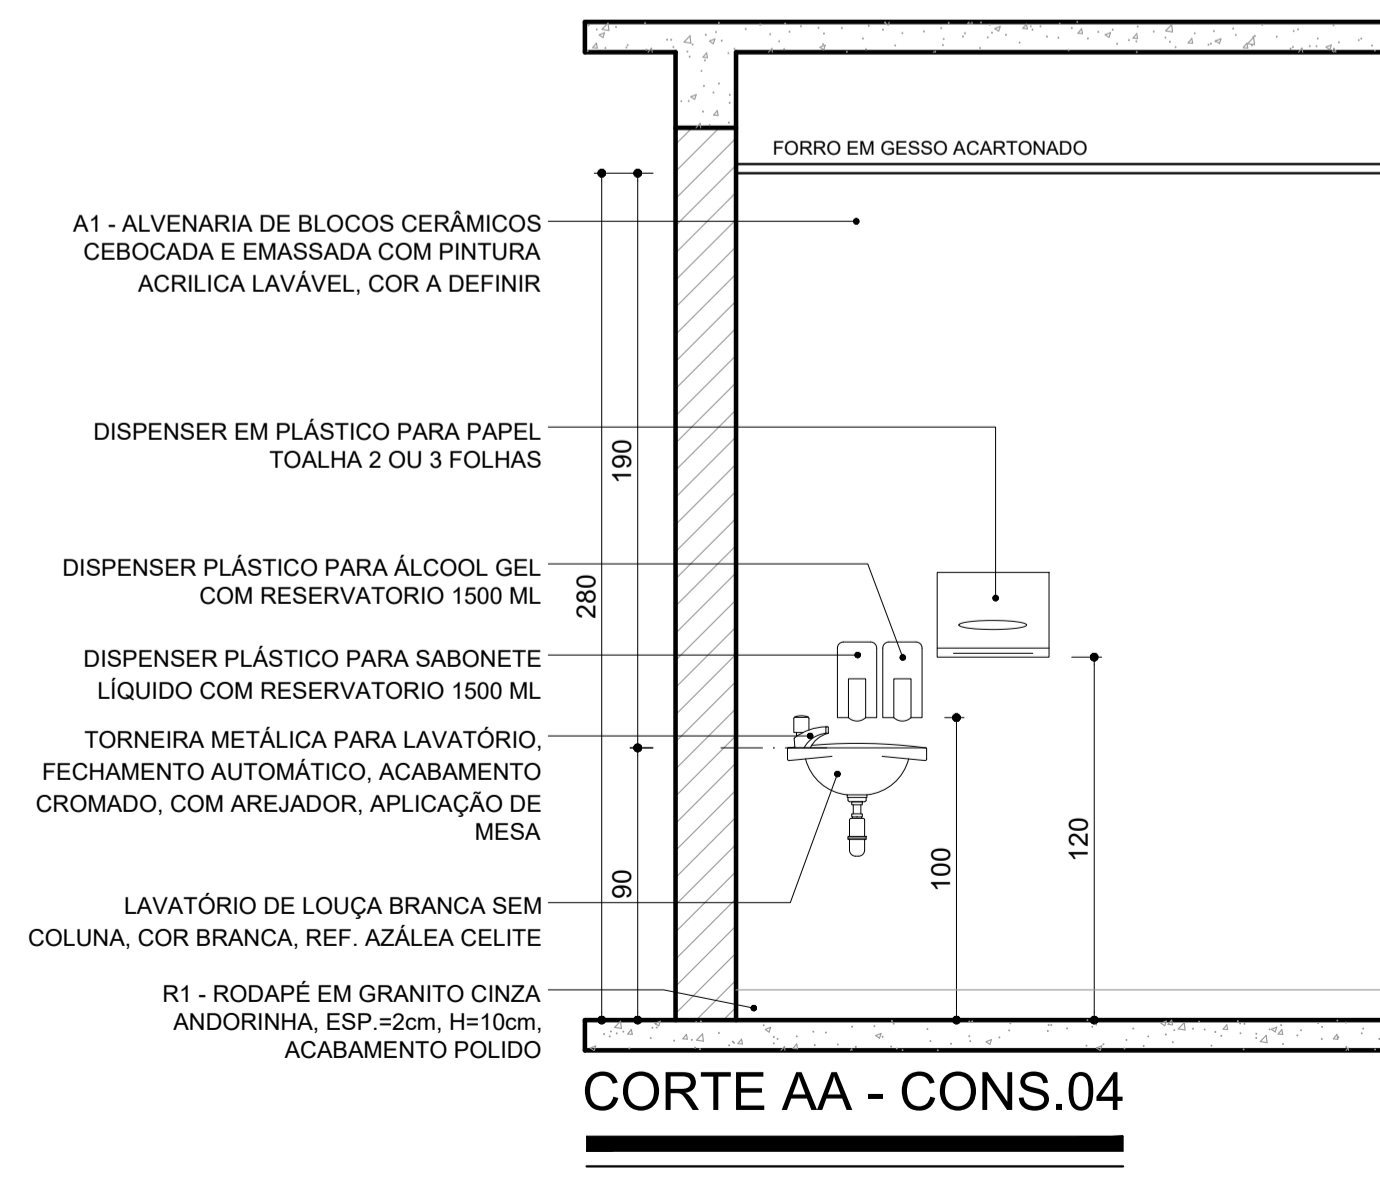 FORRO EM GESSO ACARTONADO
A1 - ALVENARIA DE BLOCOS CERÂMICOS
CEBOCADA E EMASSADA COM PINTURA
ACRILICA LAVÁVEL, COR A DEFINIR
DISPENSER EM PLÁSTICO PARA PAPEL
TOALHA 2 OU 3 FOLHAS
190
DISPENSER PLÁSTICO PARA ÁLCOOL GEL
COM RESERVATORIO 1500 ML
280
DISPENSER PLÁSTICO PARA SABONETE
LÍQUIDO COM RESERVATORIO 1500 ML
TORNEIRA METÁLICA PARA LAVATÓRIO,
FECHAMENTO AUTOMÁTICO, ACABAMENTO
CROMADO, COM AREJADOR, APLICAÇÃO DE
MESA
120
100
90
LAVATÓRIO DE LOUÇA BRANCA SEM
COLUNA, COR BRANCA, REF. AZÁLEA CELITE
R1 - RODAPÉ EM GRANITO CINZA
ANDORINHA, ESP.=2cm, H=10cm,
ACABAMENTO POLIDO
CORTE AA - CONS.04